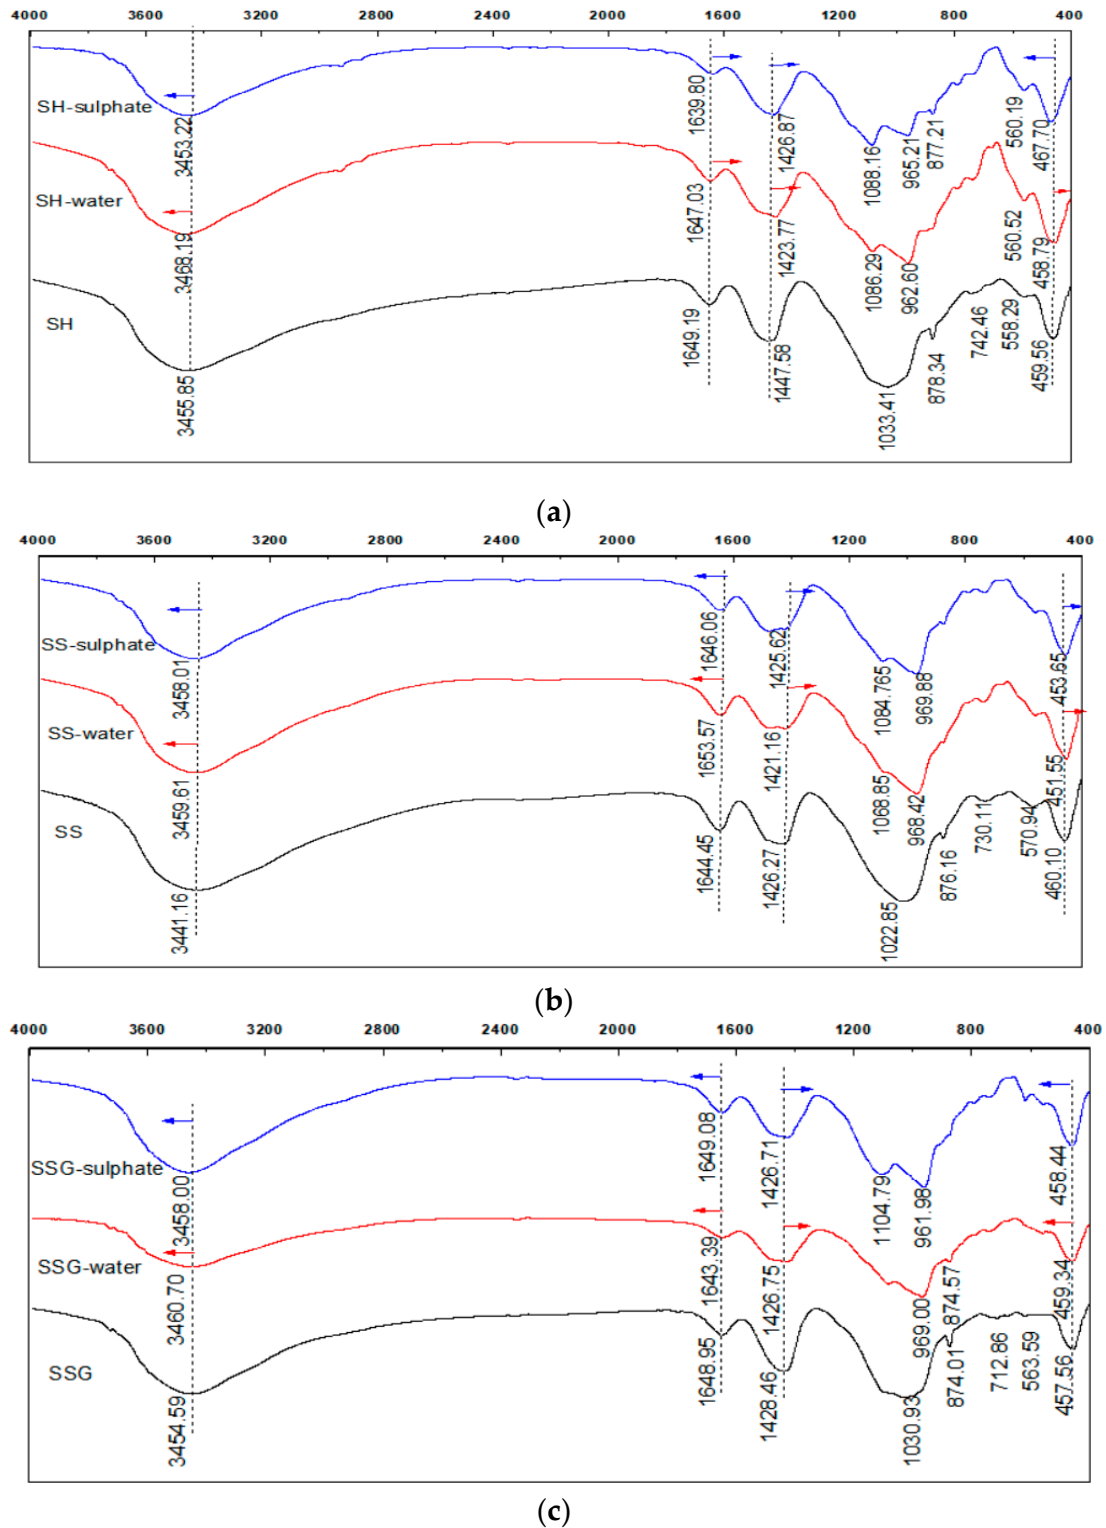 4000 3600 3200 2800 2400 2000 1600 1200 800 400
SH-sulphate
3453.22 1639.80 1426.87 1088.16 965.21 877.21 560.19 467.70
SH-water
3468.19 1647.03 1423.77 1086.29 962.60 560.52 458.79
SH
3455.85 1649.19 1447.58 1033.41 878.34 742.46 558.29 459.56
(a)
4000 3600 3200 2800 2400 2000 1600 1200 800 400
SS-sulphate
3458.01 1646.06 1425.62 1084.765 969.88 453.65
SS-water
3459.61 1653.57 1421.16 1068.85 968.42 451.55
SS
3441.16 1644.45 1426.27 1022.85 876.16 730.11 570.94 460.10
(b)
4000 3600 3200 2800 2400 2000 1600 1200 800 400
SSG-sulphate
3458.00 1649.08 1426.71 1104.79 961.98 458.44
SSG-water
3460.70 1643.39 1426.75 969.00 874.57 459.34
SSG
3454.59 1648.95 1428.46 1030.93 874.01 712.86 563.59 457.56
(c)